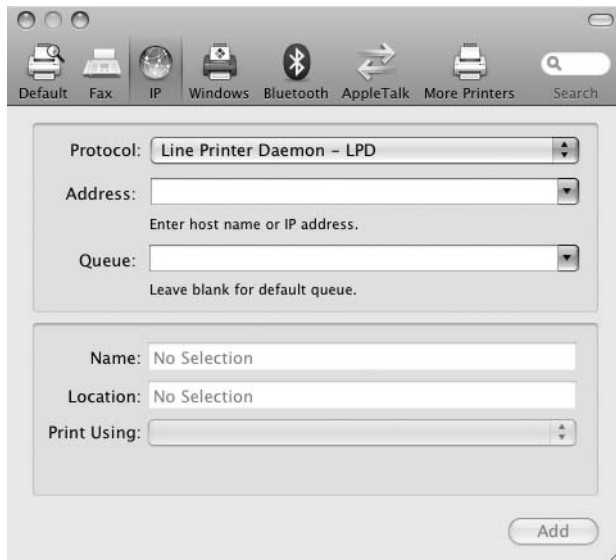 Default Fax IP Windows Bluetooth AppleTalk More Printers Search
Protocol: Line Printer Daemon – LPD
Address:
Enter host name or IP address.
Queue:
Leave blank for default queue.
Name: No Selection
Location: No Selection
Print Using:
Add